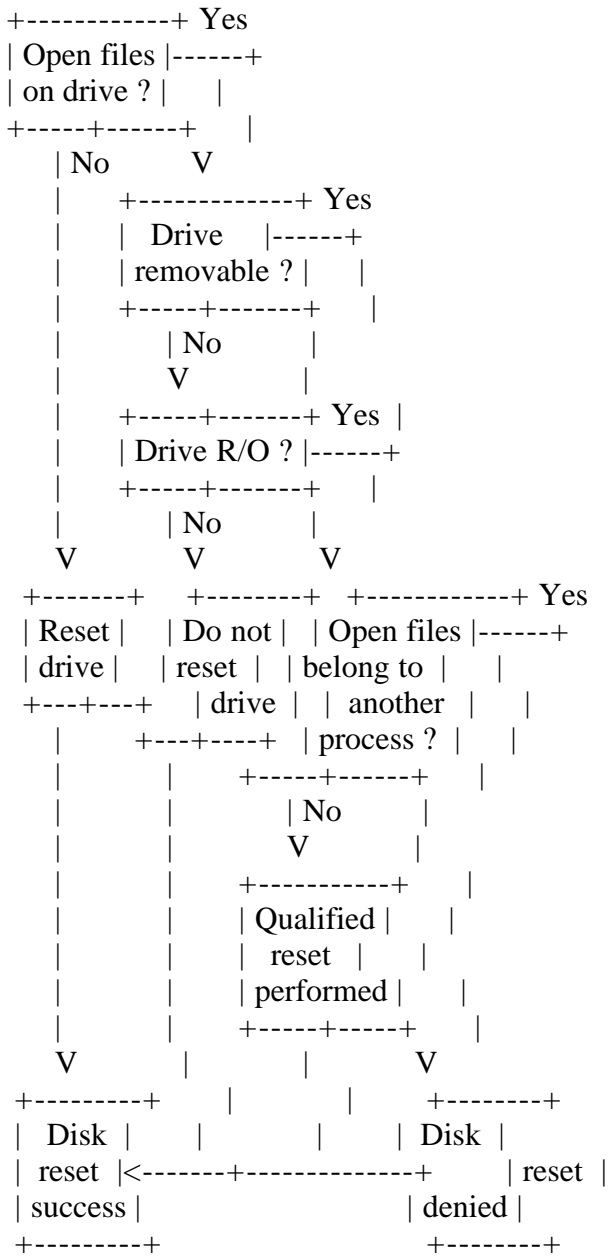 +------------+ Yes
| Open files |------+
| on drive ? |      |
+-----+------+      |
| No      V
|      +-------------+ Yes
|      |   Drive     |------+
|      | removable ? |      |
|      +-----+-------+      |
|            | No           |
|            V              |
|      +-----+-------+ Yes |
|      | Drive R/O ? |------+
|      +-----+-------+      |
|            | No           |
V            V            V
+-------+   +--------+   +------------+ Yes
| Reset |   | Do not |   | Open files |------+
| drive |   | reset  |   | belong to  |      |
+---+---+   | drive  |   | another   |      |
|      +---+----+   | process ? |      |
|            |      +-----+------+      |
|            |            | No         |
|            |            V            |
|            |      +-----------+      |
|            |      | Qualified |      |
|            |      |   reset   |      |
|            |      | performed |      |
|            |      +-----+-----+      |
V            |            |            V
+---------+      |            |      +--------+
|   Disk  |      |            |      | Disk  |
|  reset  |<-------+--------------+      | reset  |
| success |                        | denied |
+---------+                        +--------+